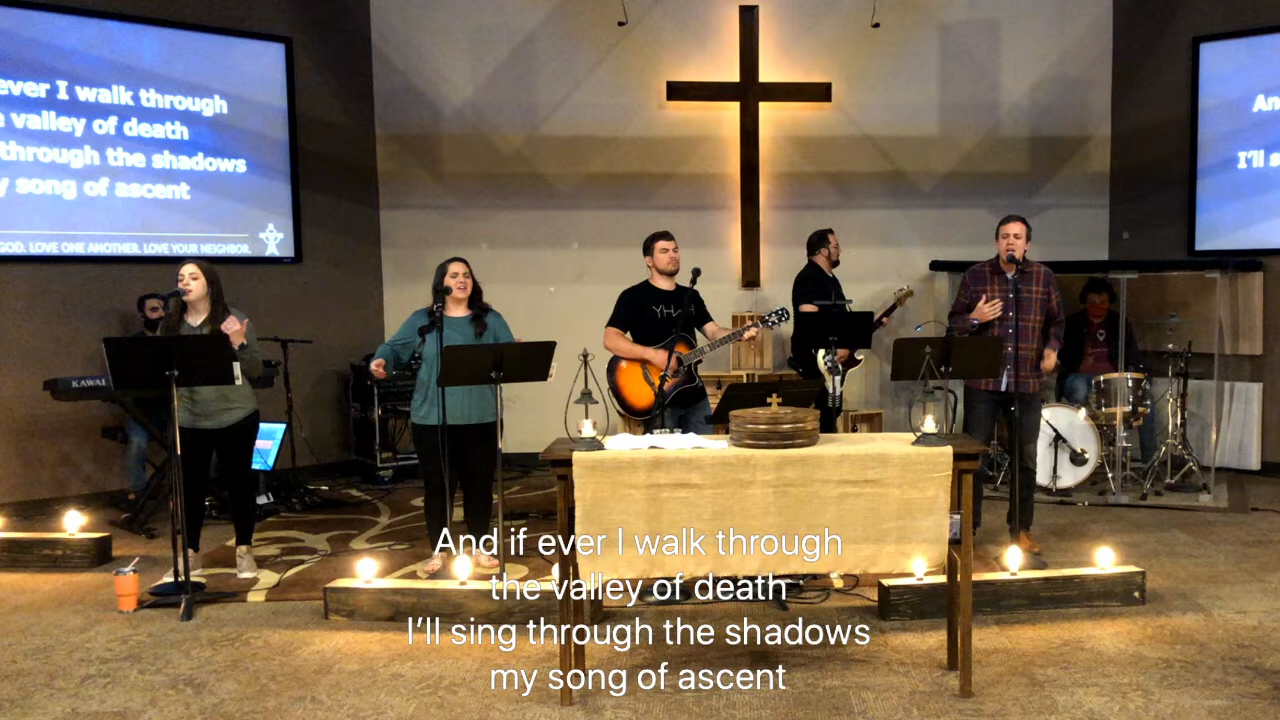 ever I walk through
valley of death
through the shadows
song of ascent
GOD. LOVE ONE ANOTHER. LOVE YOUR NEIGHBOR.
I'll
KAWAI
And if ever I walk through
the valley of death
I'll sing through the shadows
my song of ascent